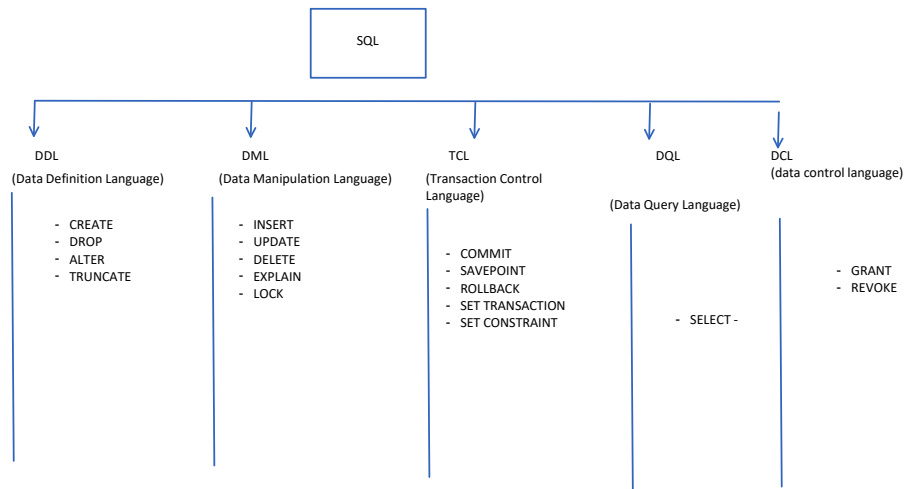 SQL
DDL
(Data Definition Language)
- CREATE
- DROP
- ALTER
- TRUNCATE
DML
(Data Manipulation Language)
- INSERT
- UPDATE
- DELETE
- EXPLAIN
- LOCK
TCL
(Transaction Control
Language)
- COMMIT
- SAVEPOINT
- ROLLBACK
- SET TRANSACTION
- SET CONSTRAINT
DQL
(Data Query Language)
- SELECT -
DCL
(data control language)
- GRANT
- REVOKE